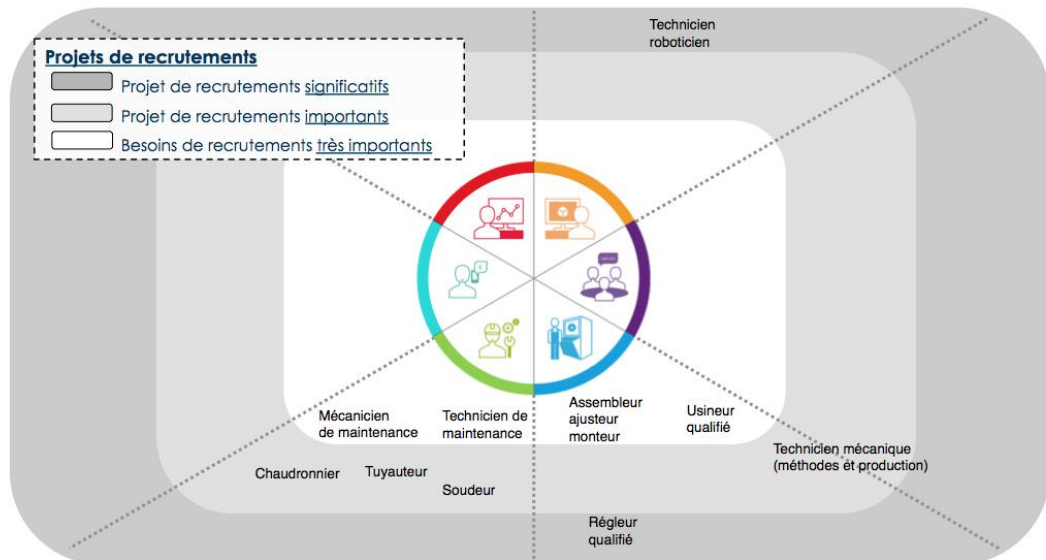 Technicien
roboticien
Projets de recrutements
Projet de recrutements significatifs
Projet de recrutements importants
Besoins de recrutements très importants
Mécanicien
de maintenance
Technicien de
maintenance
Assembleur
ajusteur
monteur
Usineur
qualifié
Technicien mécanique
(méthodes et production)
Chaudronnier
Tuyauteur
Soudeur
Régleur
qualifié